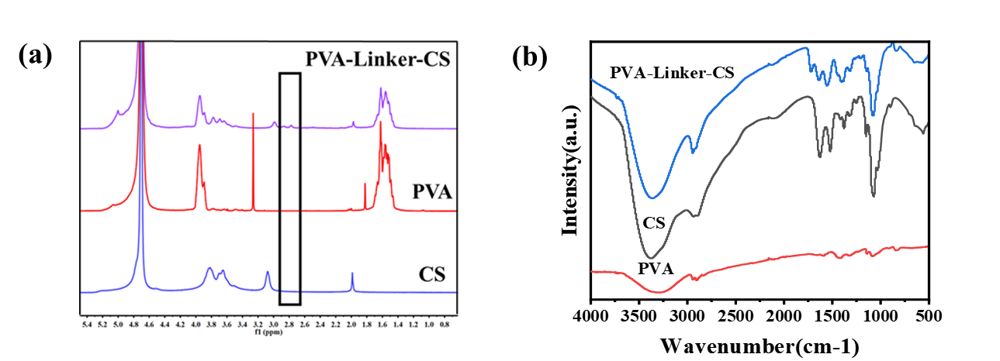 (a)
PVA-Linker-CS
PVA
CS
5.4 5.2 5.0 4.8 4.6 4.4 4.2 4.0 3.8 3.6 3.4 3.2 3.0 2.8 2.6 2.4 2.2 2.0 1.8 1.6 1.4 1.2 1.0 0.8
f1 (ppm)
(b)
PVA-Linker-CS
CS
PVA
Intensity(a.u.)
4000 3500 3000 2500 2000 1500 1000 500
Wavenumber(cm-1)